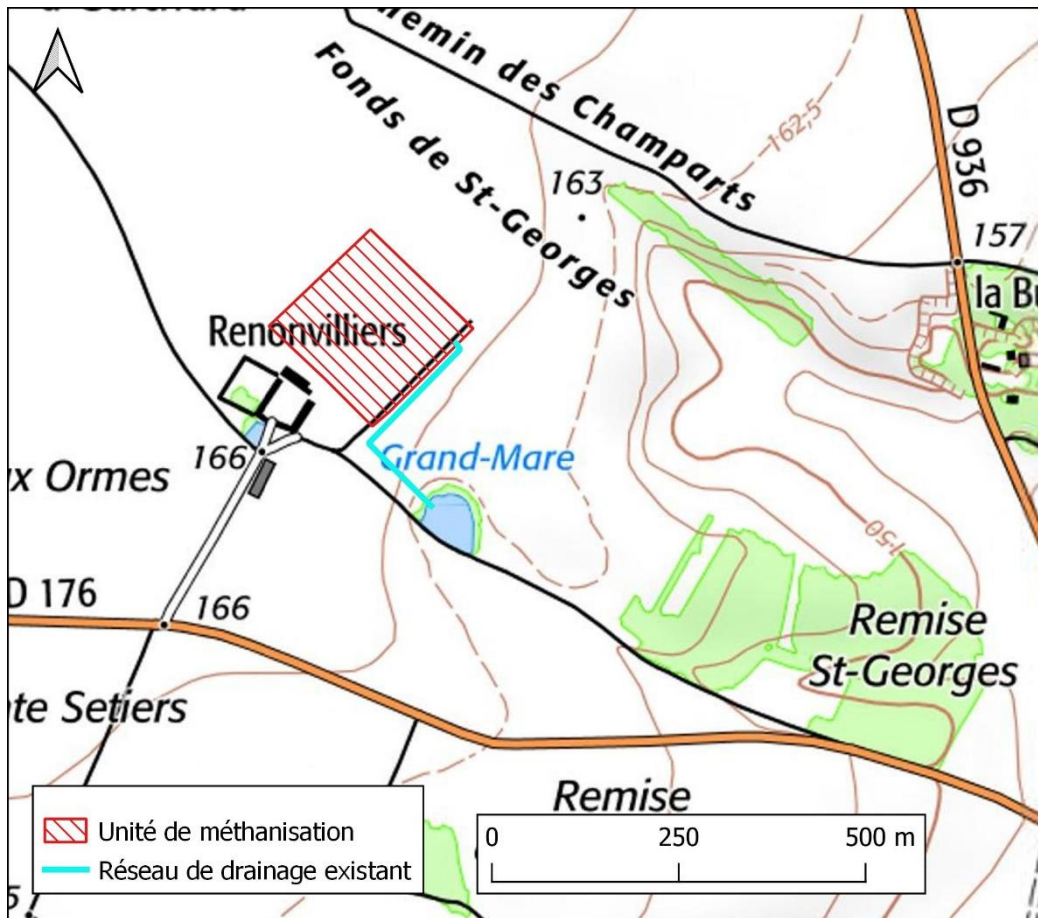 Chemin des Champarts
Fonds de St-Georges
162,5
D 936
163
157
la Bu
Renonvilliers
166
Grand-Mare
x Ormes
150
D 176
166
Remise
St-Georges
te Setiers
Remise
Unité de méthanisation
Réseau de drainage existant
0 250 500 m
5